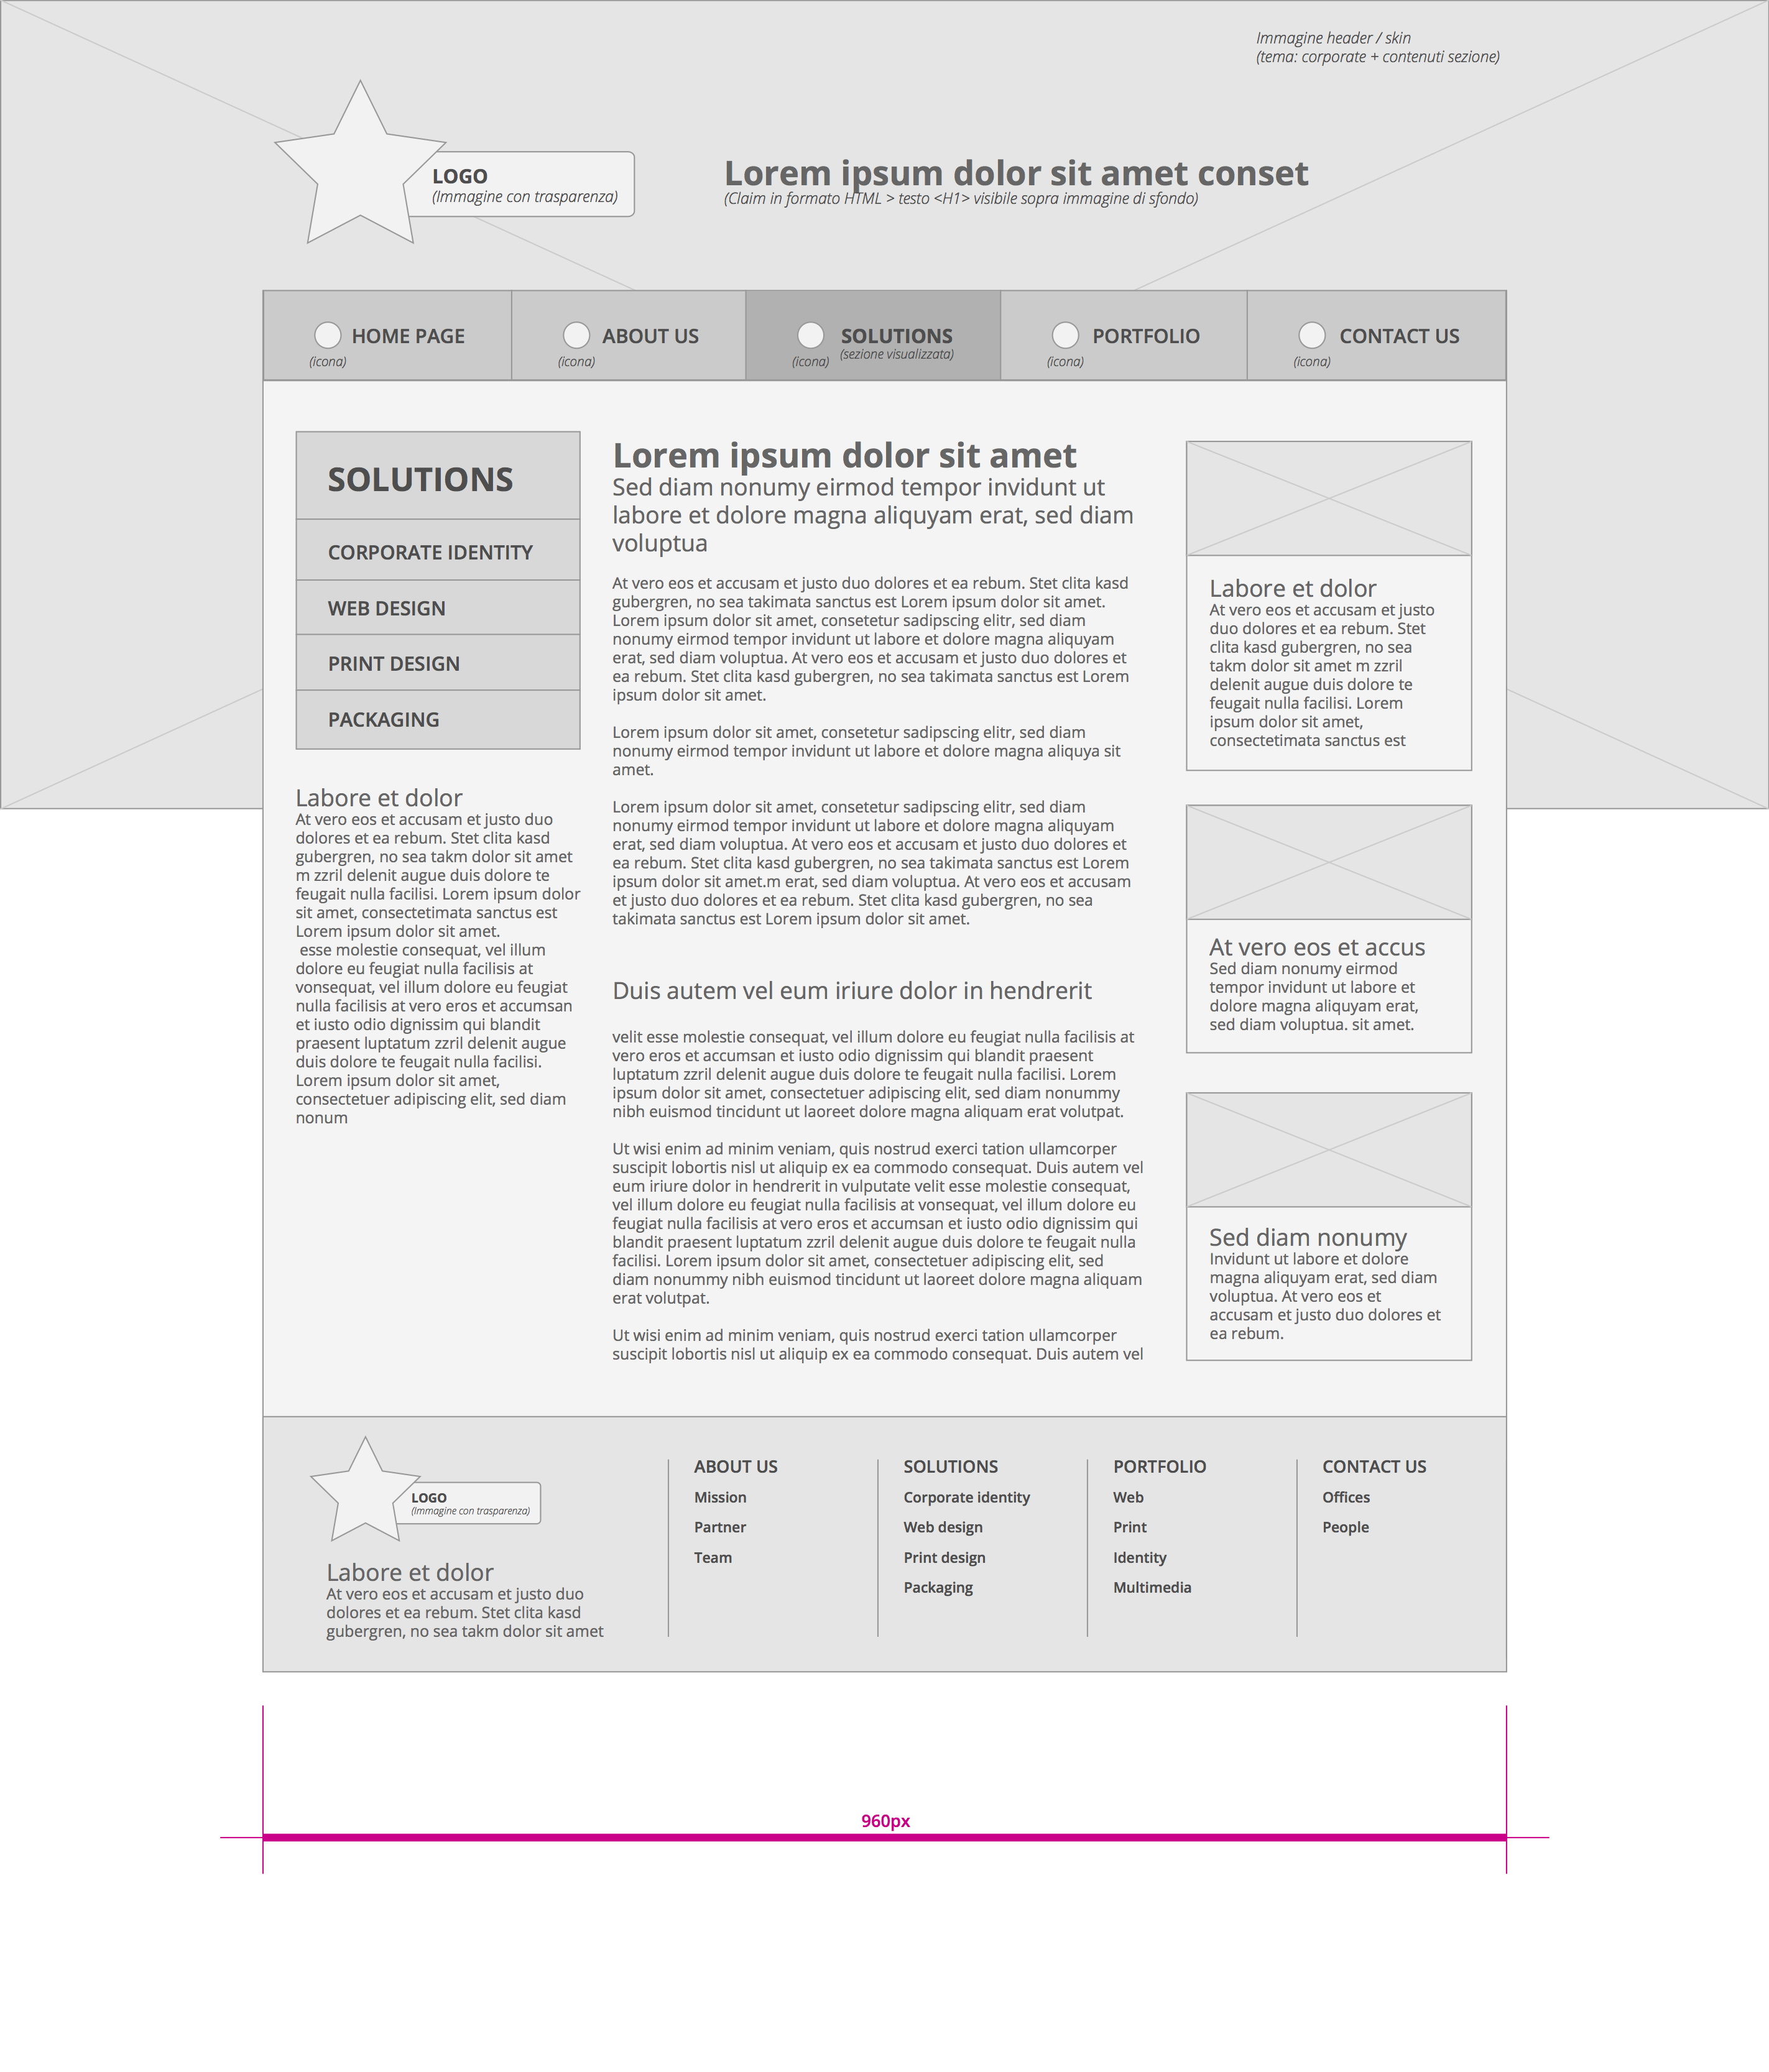 Immagine header / skin
(tema: corporate + contenuti sezione)
LOGO
(Immagine con trasparenza)
Lorem ipsum dolor sit amet conset
(Claim in formato HTML > testo <H1> visibile sopra immagine di sfondo)
HOME PAGE
(icona)
ABOUT US
(icona)
SOLUTIONS
(sezione visualizzata)
(icona)
PORTFOLIO
(icona)
CONTACT US
(icona)
SOLUTIONS
CORPORATE IDENTITY
WEB DESIGN
PRINT DESIGN
PACKAGING
Labore et dolor
At vero eos et accusam et justo duo
dolores et ea rebum. Stet clita kasd
gubergren, no sea takm dolor sit amet
m zzril delenit augue duis dolore te
feugait nulla facilisi. Lorem ipsum dolor
sit amet, consectetimata sanctus est
Lorem ipsum dolor sit amet.
esse molestie consequat, vel illum
dolore eu feugiat nulla facilisis at
vonsequat, vel illum dolore eu feugiat
nulla facilisis at vero eros et accumsan
et iusto odio dignissim qui blandit
praesent luptatum zzril delenit augue
duis dolore te feugait nulla facilisi.
Lorem ipsum dolor sit amet,
consectetuer adipiscing elit, sed diam
nonum
Lorem ipsum dolor sit amet
Sed diam nonumy eirmod tempor invidunt ut
labore et dolore magna aliquyam erat, sed diam
voluptua
At vero eos et accusam et justo duo dolores et ea rebum. Stet clita kasd
gubergren, no sea takimata sanctus est Lorem ipsum dolor sit amet.
Lorem ipsum dolor sit amet, consetetur sadipscing elitr, sed diam
nonumy eirmod tempor invidunt ut labore et dolore magna aliquyam
erat, sed diam voluptua. At vero eos et accusam et justo duo dolores et
ea rebum. Stet clita kasd gubergren, no sea takimata sanctus est Lorem
ipsum dolor sit amet.
Lorem ipsum dolor sit amet, consetetur sadipscing elitr, sed diam
nonumy eirmod tempor invidunt ut labore et dolore magna aliquya sit
amet.
Lorem ipsum dolor sit amet, consetetur sadipscing elitr, sed diam
nonumy eirmod tempor invidunt ut labore et dolore magna aliquyam
erat, sed diam voluptua. At vero eos et accusam et justo duo dolores et
ea rebum. Stet clita kasd gubergren, no sea takimata sanctus est Lorem
ipsum dolor sit amet.m erat, sed diam voluptua. At vero eos et accusam
et justo duo dolores et ea rebum. Stet clita kasd gubergren, no sea
takimata sanctus est Lorem ipsum dolor sit amet.
Duis autem vel eum iriure dolor in hendrerit
velit esse molestie consequat, vel illum dolore eu feugiat nulla facilisis at
vero eros et accumsan et iusto odio dignissim qui blandit praesent
luptatum zzril delenit augue duis dolore te feugait nulla facilisi. Lorem
ipsum dolor sit amet, consectetuer adipiscing elit, sed diam nonummy
nibh euismod tincidunt ut laoreet dolore magna aliquam erat volutpat.
Ut wisi enim ad minim veniam, quis nostrud exerci tation ullamcorper
suscipit lobortis nisl ut aliquip ex ea commodo consequat. Duis autem vel
eum iriure dolor in hendrerit in vulputate velit esse molestie consequat,
vel illum dolore eu feugiat nulla facilisis at vonsequat, vel illum dolore eu
feugiat nulla facilisis at vero eros et accumsan et iusto odio dignissim qui
blandit praesent luptatum zzril delenit augue duis dolore te feugait nulla
facilisi. Lorem ipsum dolor sit amet, consectetuer adipiscing elit, sed
diam nonummy nibh euismod tincidunt ut laoreet dolore magna aliquam
erat volutpat.
Ut wisi enim ad minim veniam, quis nostrud exerci tation ullamcorper
suscipit lobortis nisl ut aliquip ex ea commodo consequat. Duis autem vel
Labore et dolor
At vero eos et accusam et justo
duo dolores et ea rebum. Stet
clita kasd gubergren, no sea
takm dolor sit amet m zzril
delenit augue duis dolore te
feugait nulla facilisi. Lorem
ipsum dolor sit amet,
consectetimata sanctus est
At vero eos et accus
Sed diam nonumy eirmod
tempor invidunt ut labore et
dolore magna aliquyam erat,
sed diam voluptua. sit amet.
Sed diam nonumy
Invidunt ut labore et dolore
magna aliquyam erat, sed diam
voluptua. At vero eos et
accusam et justo duo dolores et
ea rebum.
LOGO
(Immagine con trasparenza)
Labore et dolor
At vero eos et accusam et justo duo
dolores et ea rebum. Stet clita kasd
gubergren, no sea takm dolor sit amet
ABOUT US
Mission
Partner
Team
SOLUTIONS
Corporate identity
Web design
Print design
Packaging
PORTFOLIO
Web
Print
Identity
Multimedia
CONTACT US
Offices
People
960px